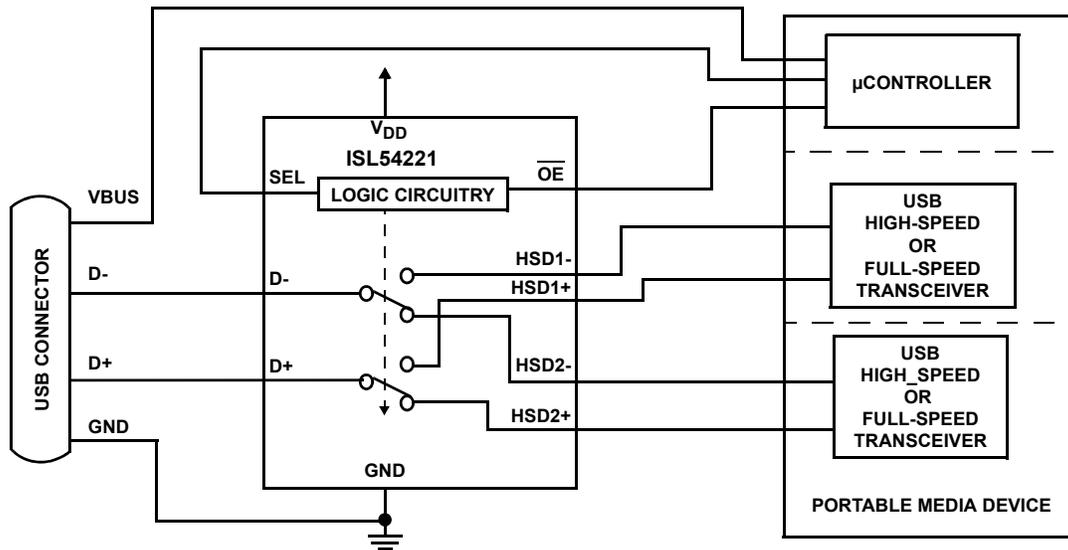 µCONTROLLER
VDD
ISL54221
SEL
OE
LOGIC CIRCUITRY
VBUS
USB
HIGH-SPEED
OR
FULL-SPEED
TRANSCEIVER
HSD1-
D-
D-
HSD1+
USB CONNECTOR
D+
D+
HSD2-
USB
HIGH_SPEED
OR
FULL-SPEED
TRANSCEIVER
HSD2+
GND
GND
PORTABLE MEDIA DEVICE